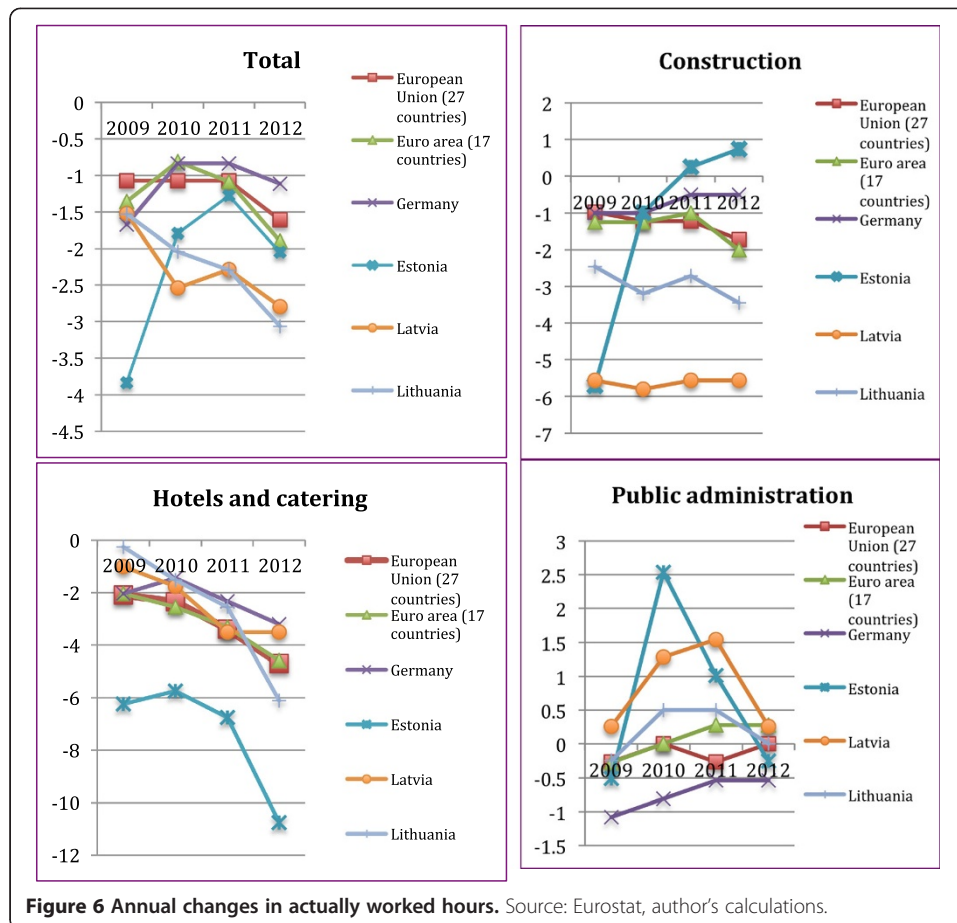 Total
0
-0.5
-1
-1.5
-2
-2.5
-3
-3.5
-4
-4.5
2009 2010 2011 2012
European
Union (27
countries)
Euro area (17
countries)
Germany
Estonia
Latvia
Lithuania
Construction
2
1
0
-1
-2
-3
-4
-5
-6
-7
2009 2010 2011 2012
European
Union (27
countries)
Euro area
(17
countries)
Germany
Estonia
Latvia
Lithuania
Hotels and catering
0
-2
-4
-6
-8
-10
-12
2009 2010 2011 2012
European
Union (27
countries)
Euro area (17
countries)
Germany
Estonia
Latvia
Lithuania
Public administration
3
2.5
2
1.5
1
0.5
0
-0.5
-1
-1.5
2009 2010 2011 2012
European
Union (27
countries)
Euro area
(17
countries)
Germany
Estonia
Latvia
Lithuania
Figure 6 Annual changes in actually worked hours. Source: Eurostat, author's calculations.